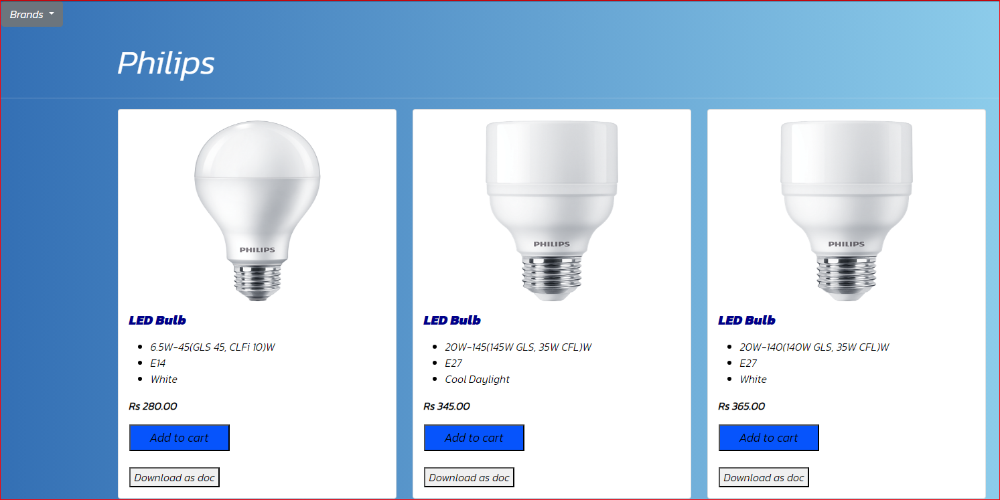 Brands
Philips
PHILIPS
LED Bulb
6.5W-45(GLS 45, CLFi 10)W
E14
White
Rs 280.00
Add to cart
Download as doc
PHILIPS
LED Bulb
20W-145(145W GLS, 35W CFL)W
E27
Cool Daylight
Rs 345.00
Add to cart
Download as doc
PHILIPS
LED Bulb
20W-140(140W GLS, 35W CFL)W
E27
White
Rs 365.00
Add to cart
Download as doc